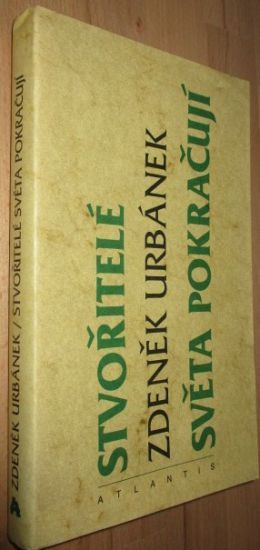 A ZDENĚK URBÁNEK / STVOŘITELÉ SVĚTA POKRAČUJÍ
STVOŘITELÉ
ZDENĚK URBÁNEK
SVĚTA POKRAČUJÍ
ATLANTIS